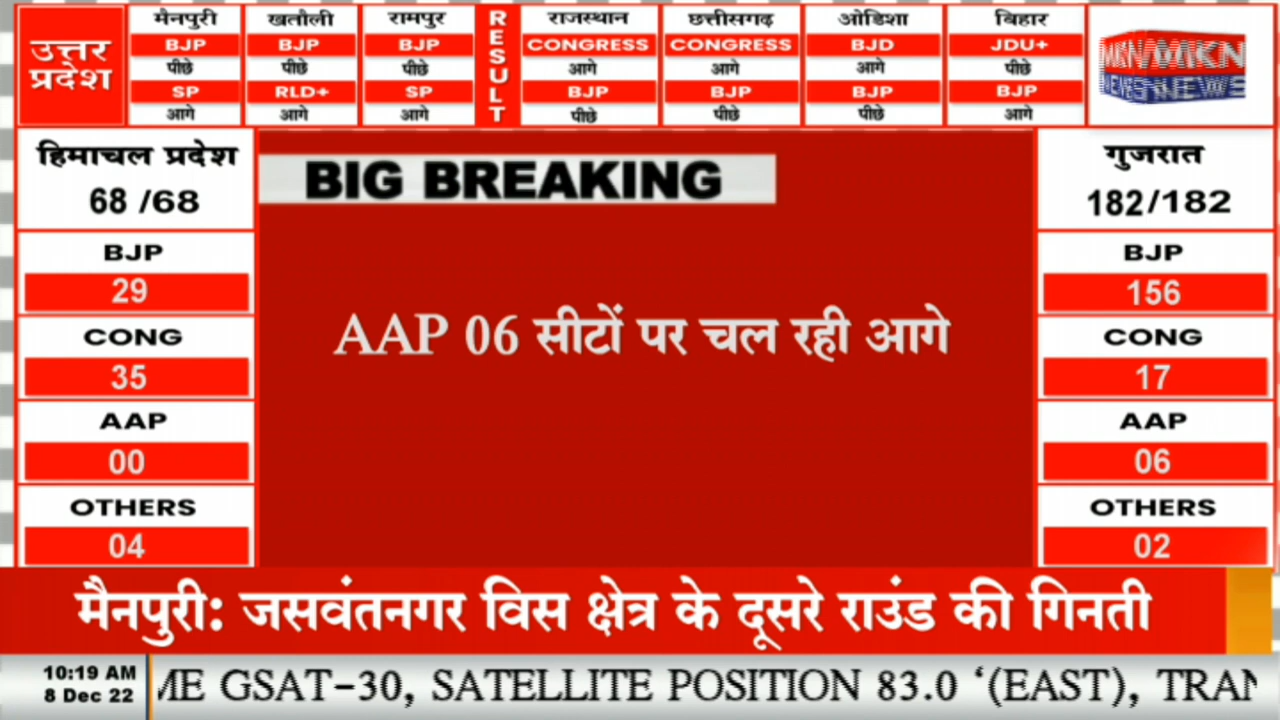 उत्तर
प्रदेश
मैनपुरी
BJP
पीछे
SP
आगे
खतौली
BJP
पीछे
RLD+
आगे
रामपुर
BJP
पीछे
SP
आगे
RESULT
राजस्थान
CONGRESS
आगे
BJP
पीछे
छत्तीसगढ़
CONGRESS
आगे
BJP
पीछे
ओडिशा
BJD
आगे
BJP
पीछे
बिहार
JDU+
पीछे
BJP
आगे
MKN
NEWS
हिमाचल प्रदेश
68 /68
BJP
29
CONG
35
AAP
00
OTHERS
04
BIG BREAKING
AAP 06 सीटों पर चल रही आगे
गुजरात
182/182
BJP
156
CONG
17
AAP
06
OTHERS
02
मैनपुरी: जसवंतनगर विस क्षेत्र के दूसरे राउंड की गिनती
10:19 AM
8 Dec 22
GSAT-30, SATELLITE POSITION 83.0 ‘(EAST),